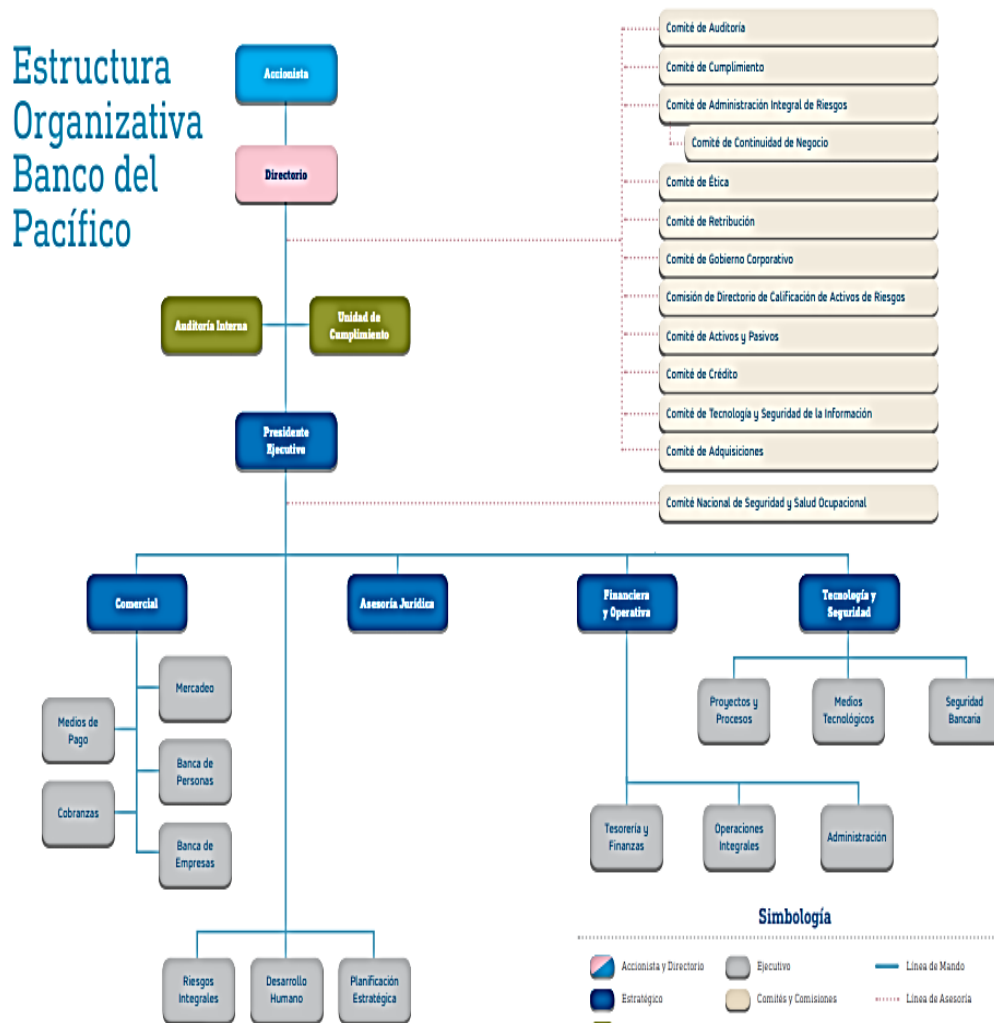 Estructura
Organizativa
Banco del
Pacífico
Accionista
Directorio
Auditoría Interna
Unidad de
Cumplimiento
Presidente
Ejecutivo
Comité de Auditoría
Comité de Cumplimiento
Comité de Administración Integral de Riesgos
Comité de Continuidad de Negocio
Comité de Ética
Comité de Retribución
Comité de Gobierno Corporativo
Comisión de Directorio de Calificación de Activos de Riesgos
Comité de Activos y Pasivos
Comité de Crédito
Comité de Tecnología y Seguridad de la Información
Comité de Adquisiciones
Comité Nacional de Seguridad y Salud Ocupacional
Comercial
Asesoría Jurídica
Financiera
y Operativa
Tecnología y
Seguridad
Mercadeo
Medios de
Pago
Banca de
Personas
Cobranzas
Banca de
Empresas
Proyectos y
Procesos
Medios
Tecnológicos
Seguridad
Bancaria
Tesorería y
Finanzas
Operaciones
Integrales
Administración
Riesgos
Integrales
Desarrollo
Humano
Planificación
Estratégica
Simbología
Accionista y Directorio
Ejecutivo
Línea de Mando
Estratégico
Comités y Comisiones
Línea de Asesoría